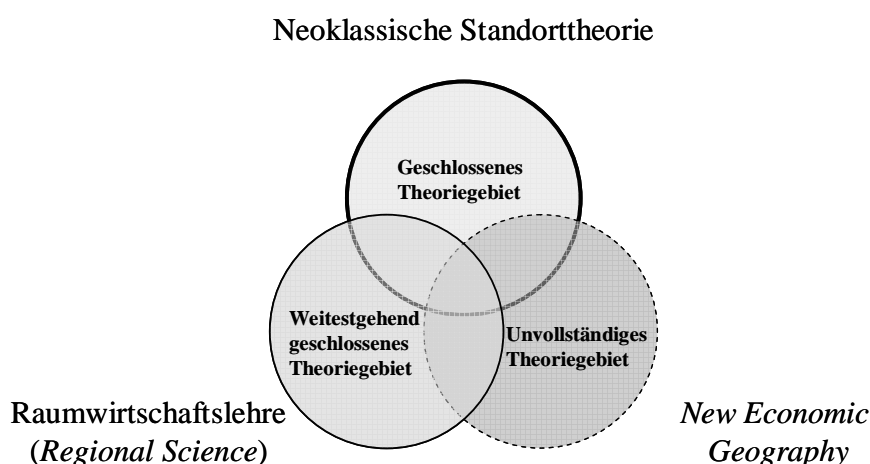 Neoklassische Standorttheorie
Geschlossenes
Theoriegebiet
Weitestgehend
geschlossenes
Theoriegebiet
Unvollständiges
Theoriegebiet
Raumwirtschaftslehre
(Regional Science)
New Economic
Geography